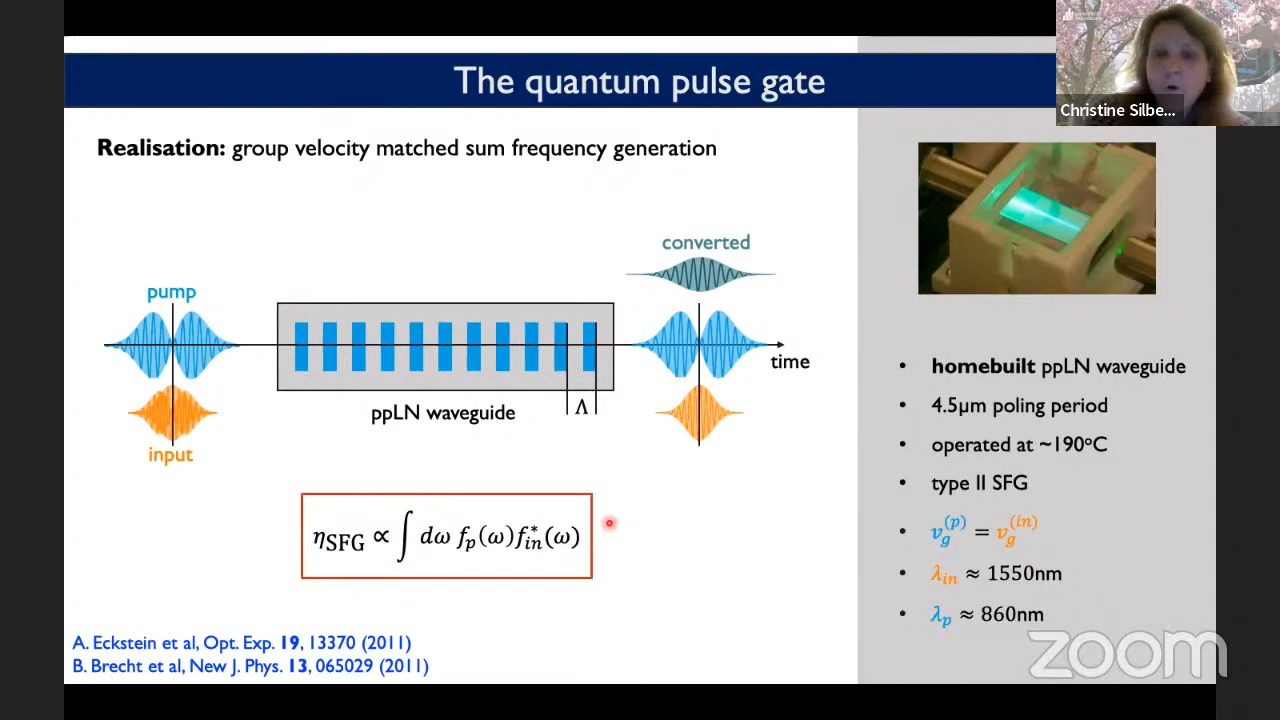 The quantum pulse gate
Christine Silbe...
Realisation: group velocity matched sum frequency generation
converted
pump
time
ppLN waveguide
Λ
input
η_SFG ∝ ∫ dω f_p(ω) f*_in(ω)
A. Eckstein et al, Opt. Exp. 19, 13370 (2011)
B. Brecht et al, New J. Phys. 13, 065029 (2011)
• homebuilt ppLN waveguide
• 4.5µm poling period
• operated at ~190°C
• type II SFG
• v_g^(p) = v_g^(in)
• λ_in ≈ 1550nm
• λ_p ≈ 860nm
zoom